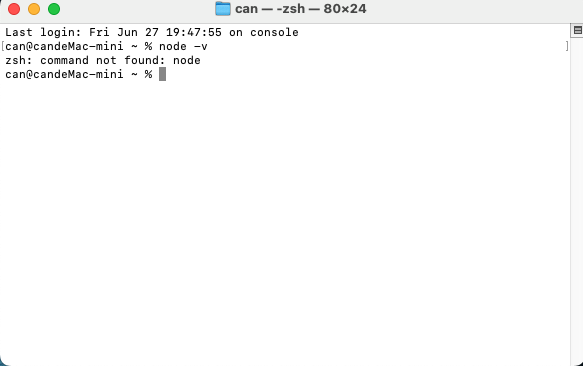 can — -zsh — 80×24
Last login: Fri Jun 27 19:47:55 on console
[can@candeMac-mini ~ % node -v ]
zsh: command not found: node
can@candeMac-mini ~ %